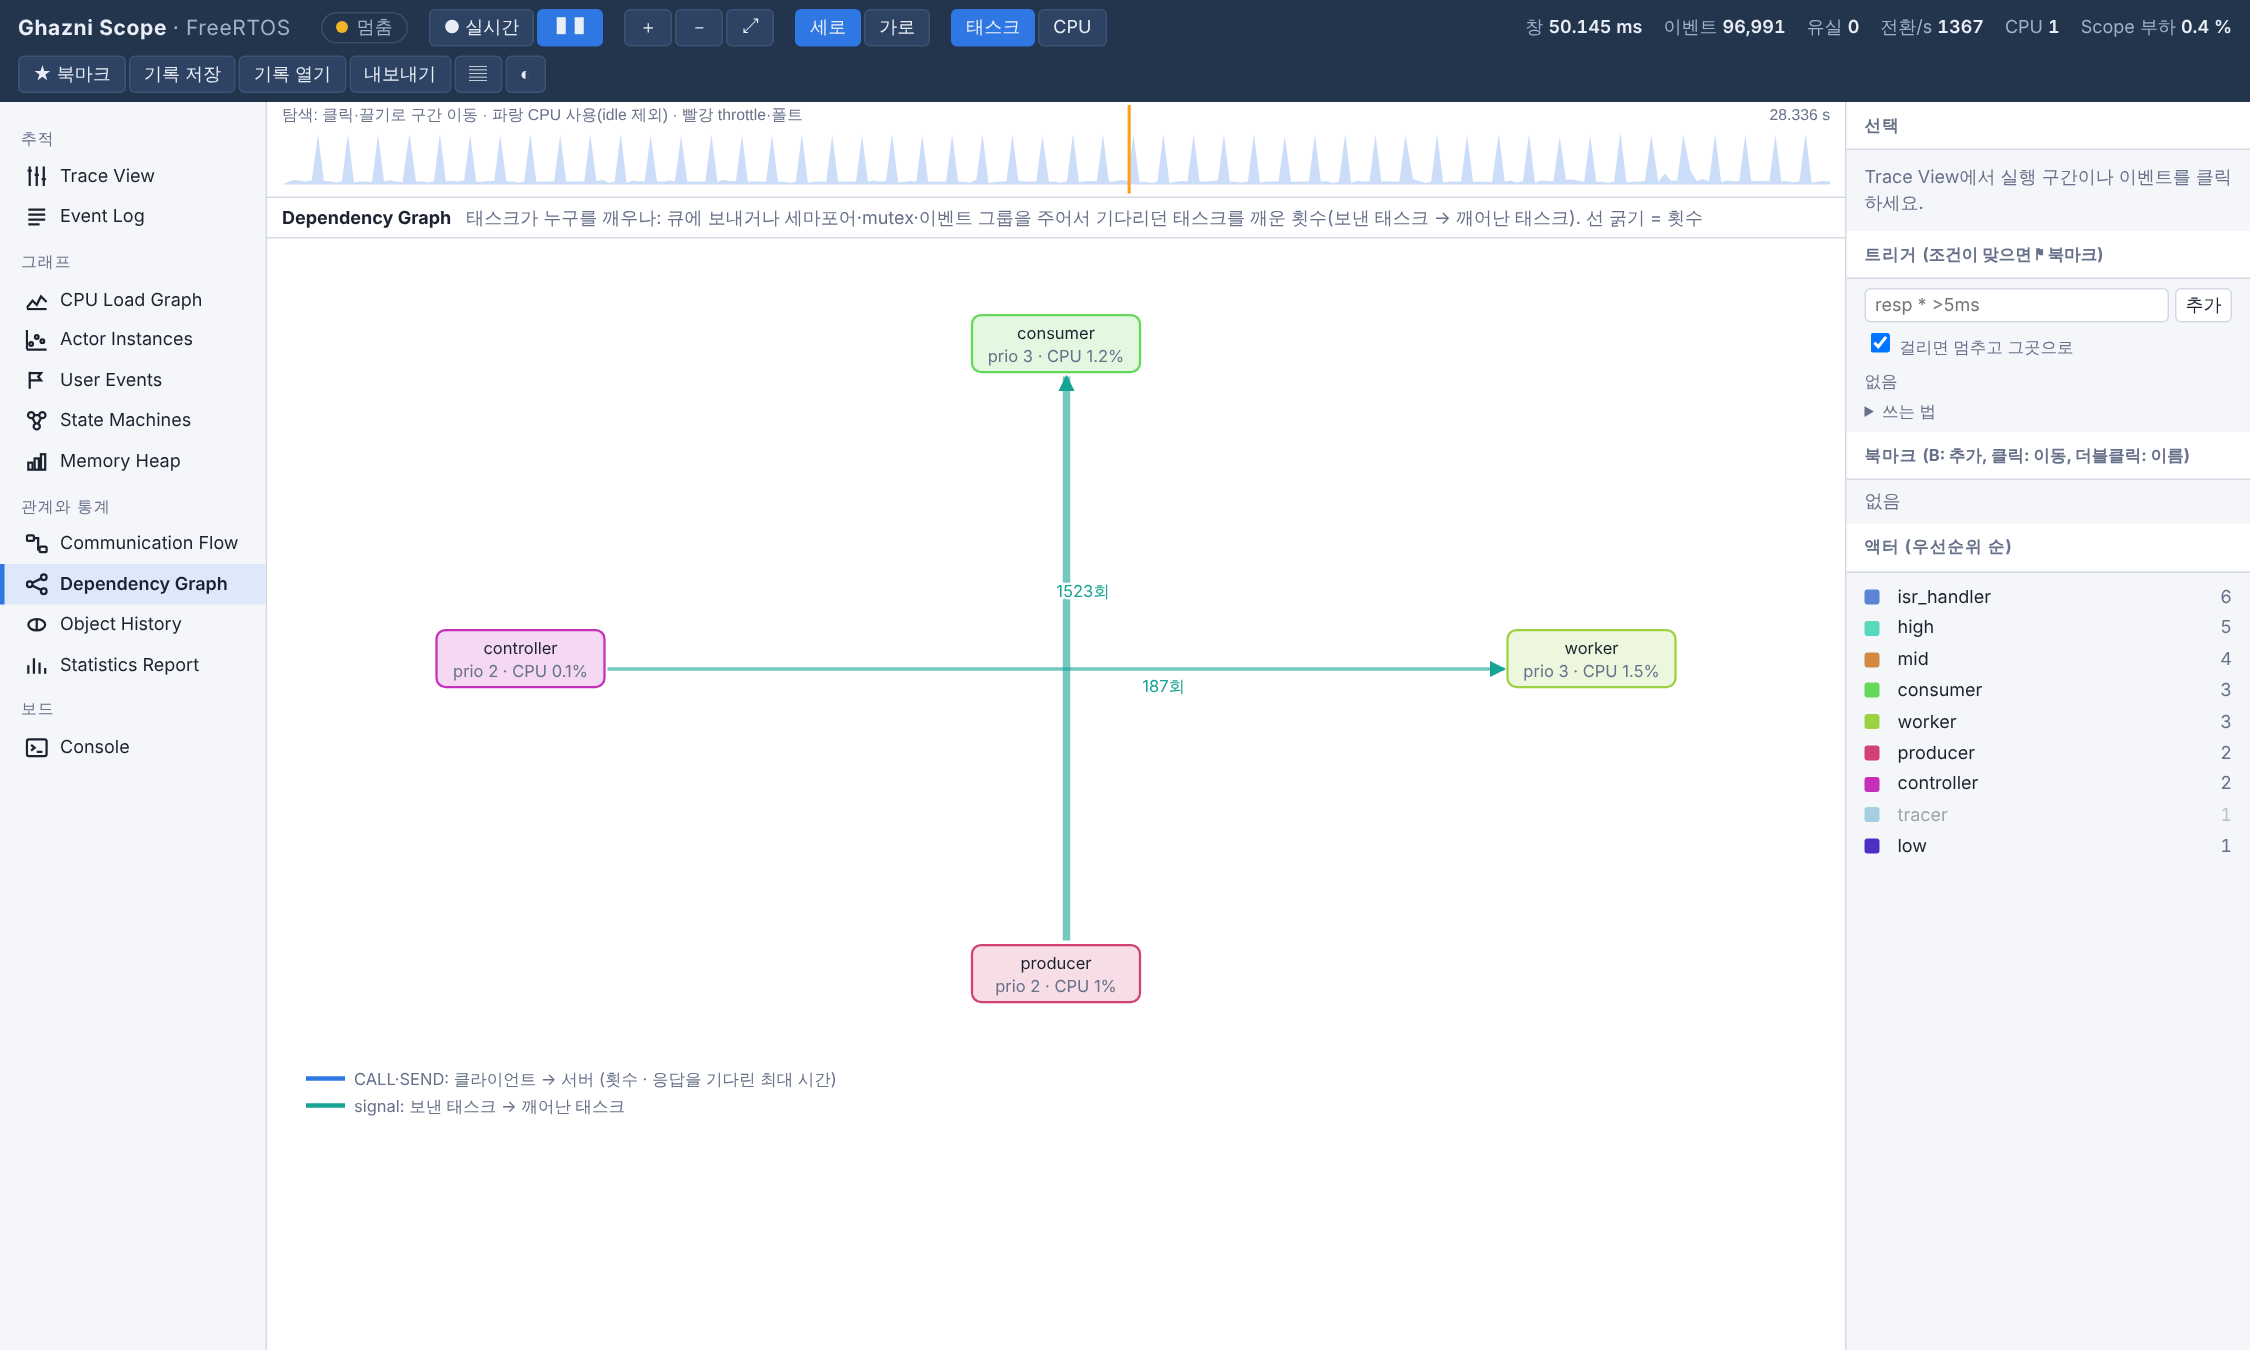 Ghazni Scope · FreeRTOS
멈춤
실시간
+
−
세로
가로
태스크
CPU
창 50.145 ms
이벤트 96,991
유실 0
전환/s 1367
CPU 1
Scope 부하 0.4 %
★ 북마크
기록 저장
기록 열기
내보내기
추적
Trace View
Event Log
그래프
CPU Load Graph
Actor Instances
User Events
State Machines
Memory Heap
관계와 통계
Communication Flow
Dependency Graph
Object History
Statistics Report
보드
Console
탐색: 클릭·끌기로 구간 이동 · 파랑 CPU 사용(idle 제외) · 빨강 throttle·폴트
28.336 s
Dependency Graph 태스크가 누구를 깨우나: 큐에 보내거나 세마포어·mutex·이벤트 그룹을 주어서 기다리던 태스크를 깨운 횟수(보낸 태스크 → 깨어난 태스크). 선 굵기 = 횟수
consumer
prio 3 · CPU 1.2%
1523회
controller
prio 2 · CPU 0.1%
worker
prio 3 · CPU 1.5%
187회
producer
prio 2 · CPU 1%
CALL·SEND: 클라이언트 → 서버 (횟수 · 응답을 기다린 최대 시간)
signal: 보낸 태스크 → 깨어난 태스크
선택
Trace View에서 실행 구간이나 이벤트를 클릭
하세요.
트리거 (조건이 맞으면 ⚑ 북마크)
resp * >5ms
추가
걸리면 멈추고 그곳으로
없음
▶ 쓰는 법
북마크 (B: 추가, 클릭: 이동, 더블클릭: 이름)
없음
액터 (우선순위 순)
isr_handler 6
high 5
mid 4
consumer 3
worker 3
producer 2
controller 2
tracer 1
low 1